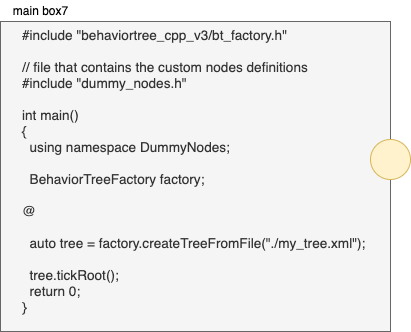 main box7
#include "behaviortree_cpp_v3/bt_factory.h"
// file that contains the custom nodes definitions
#include "dummy_nodes.h"
int main()
{
using namespace DummyNodes;
BehaviorTreeFactory factory;
@
auto tree = factory.createTreeFromFile("./my_tree.xml");
tree.tickRoot();
return 0;
}